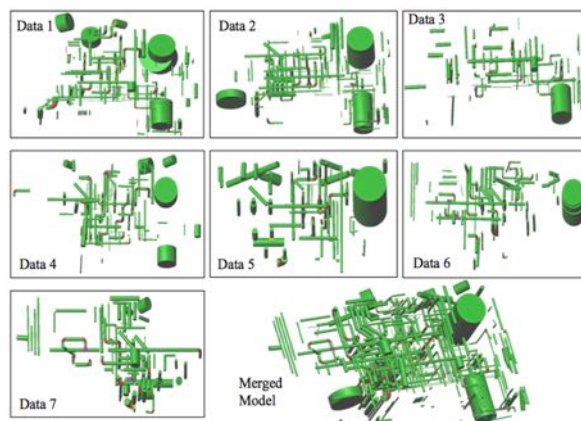 Data 1
Data 2
Data 3
Data 4
Data 5
Data 6
Data 7
Merged
Model